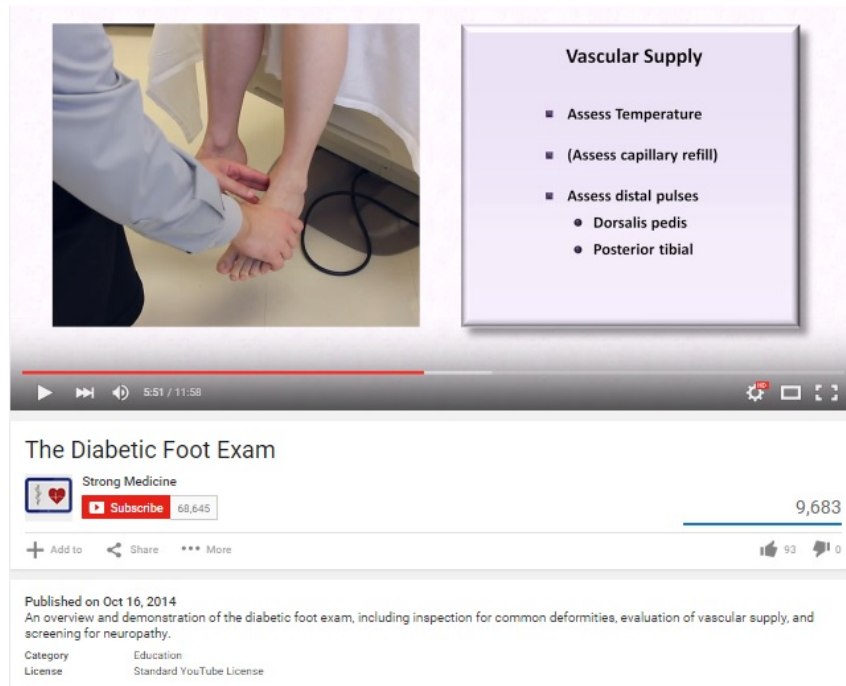 Vascular Supply
Assess Temperature
(Assess capillary refill)
Assess distal pulses
Dorsalis pedis
Posterior tibial
5:51 / 11:58
HD
The Diabetic Foot Exam
Strong Medicine
Subscribe 68,645
9,683
Add to Share More 93 0
Published on Oct 16, 2014
An overview and demonstration of the diabetic foot exam, including inspection for common deformities, evaluation of vascular supply, and
screening for neuropathy.
Category Education
License Standard YouTube License